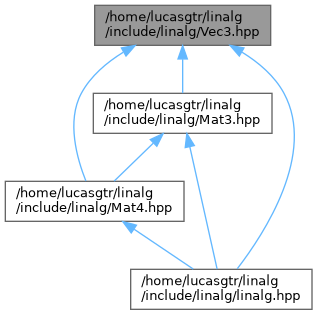 /home/lucasgtr/linalg
/include/linalg/Vec3.hpp
/home/lucasgtr/linalg
/include/linalg/Mat3.hpp
/home/lucasgtr/linalg
/include/linalg/Mat4.hpp
/home/lucasgtr/linalg
/include/linalg/linalg.hpp